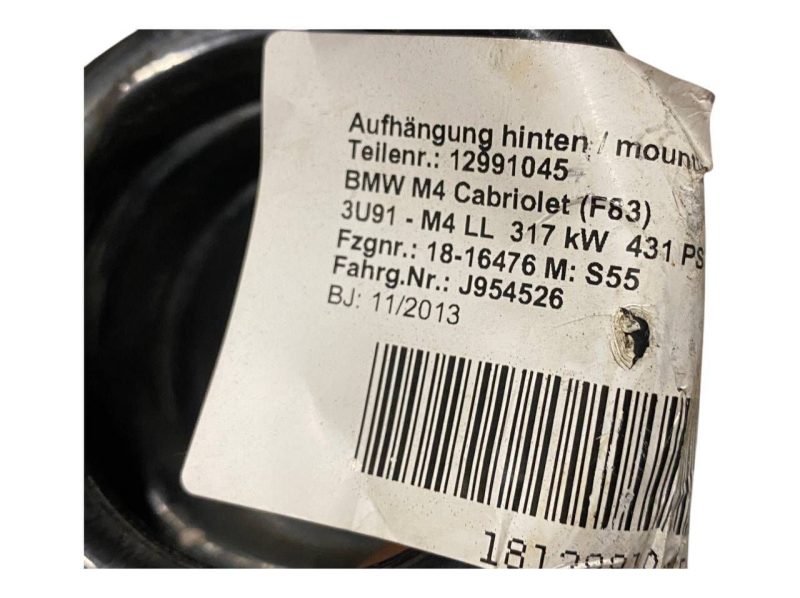 Aufhängung hinten / mount
Teilenr.: 12991045
BMW M4 Cabriolet (F83)
3U91 - M4 LL 317 kW 431 PS
Fzgnr.: 18-16476 M: S55
Fahrg.Nr.: J954526
BJ: 11/2013